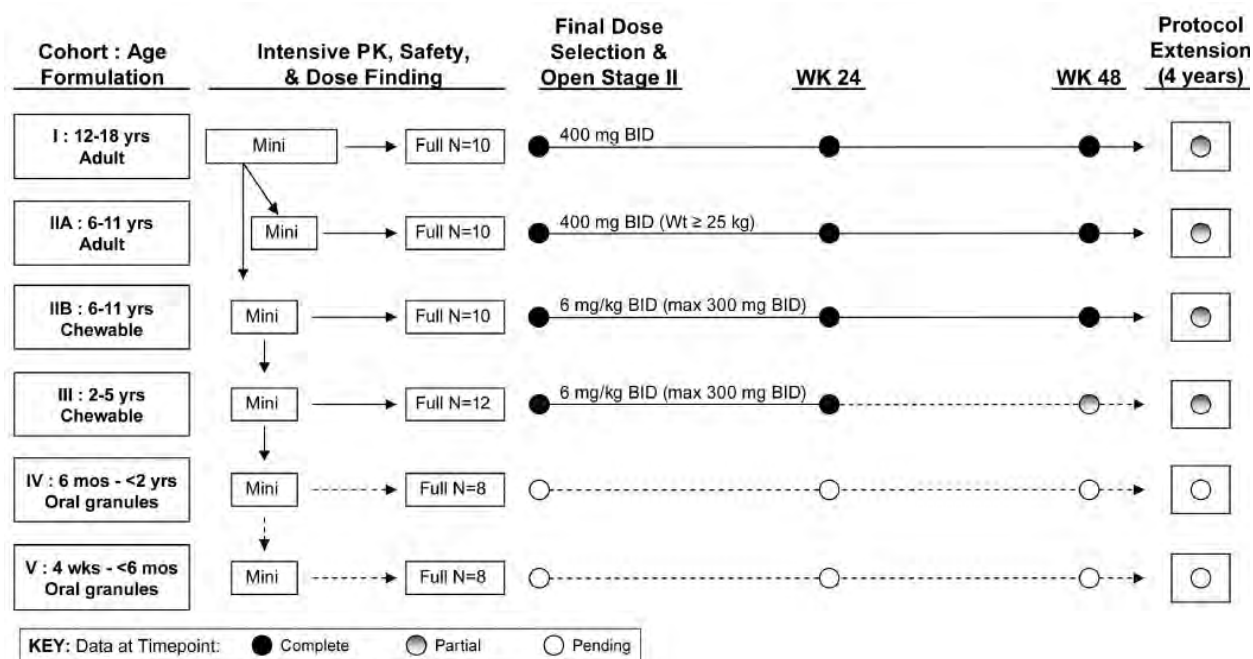 Cohort : Age
Formulation
Intensive PK, Safety,
& Dose Finding
Final Dose
Selection &
Open Stage II
WK 24
WK 48
Protocol
Extension
(4 years)
I : 12-18 yrs
Adult
Mini
Full N=10
400 mg BID
IIA : 6-11 yrs
Adult
Mini
Full N=10
400 mg BID (Wt ≥ 25 kg)
IIB : 6-11 yrs
Chewable
Mini
Full N=10
6 mg/kg BID (max 300 mg BID)
III : 2-5 yrs
Chewable
Mini
Full N=12
6 mg/kg BID (max 300 mg BID)
IV : 6 mos - <2 yrs
Oral granules
Mini
Full N=8
V : 4 wks - <6 mos
Oral granules
Mini
Full N=8
KEY: Data at Timepoint: Complete Partial Pending